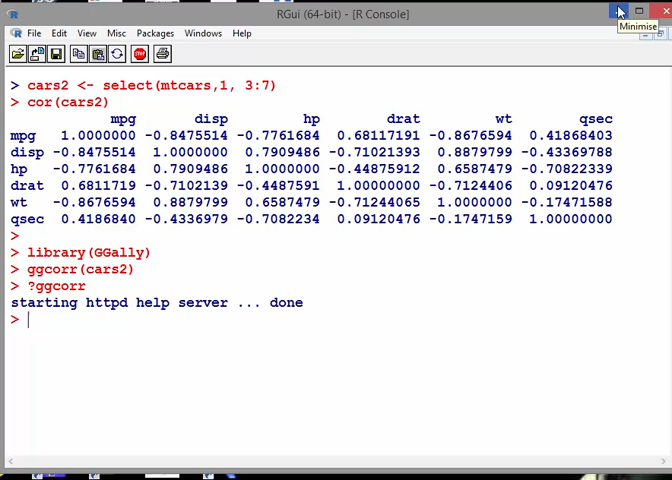 RGui (64-bit) - [R Console]
Minimise
File Edit View Misc Packages Windows Help
STOP
> cars2 <- select(mtcars,1, 3:7)
> cor(cars2)
mpg disp hp drat wt qsec
mpg 1.0000000 -0.8475514 -0.7761684 0.68117191 -0.8676594 0.41868403
disp -0.8475514 1.0000000 0.7909486 -0.71021393 0.8879799 -0.43369788
hp -0.7761684 0.7909486 1.0000000 -0.44875912 0.6587479 -0.70822339
drat 0.6811719 -0.7102139 -0.4487591 1.00000000 -0.7124406 0.09120476
wt -0.8676594 0.8879799 0.6587479 -0.71244065 1.0000000 -0.17471588
qsec 0.4186840 -0.4336979 -0.7082234 0.09120476 -0.1747159 1.00000000
>
> library(GGally)
> ggcorr(cars2)
> ?ggcorr
starting httpd help server ... done
>